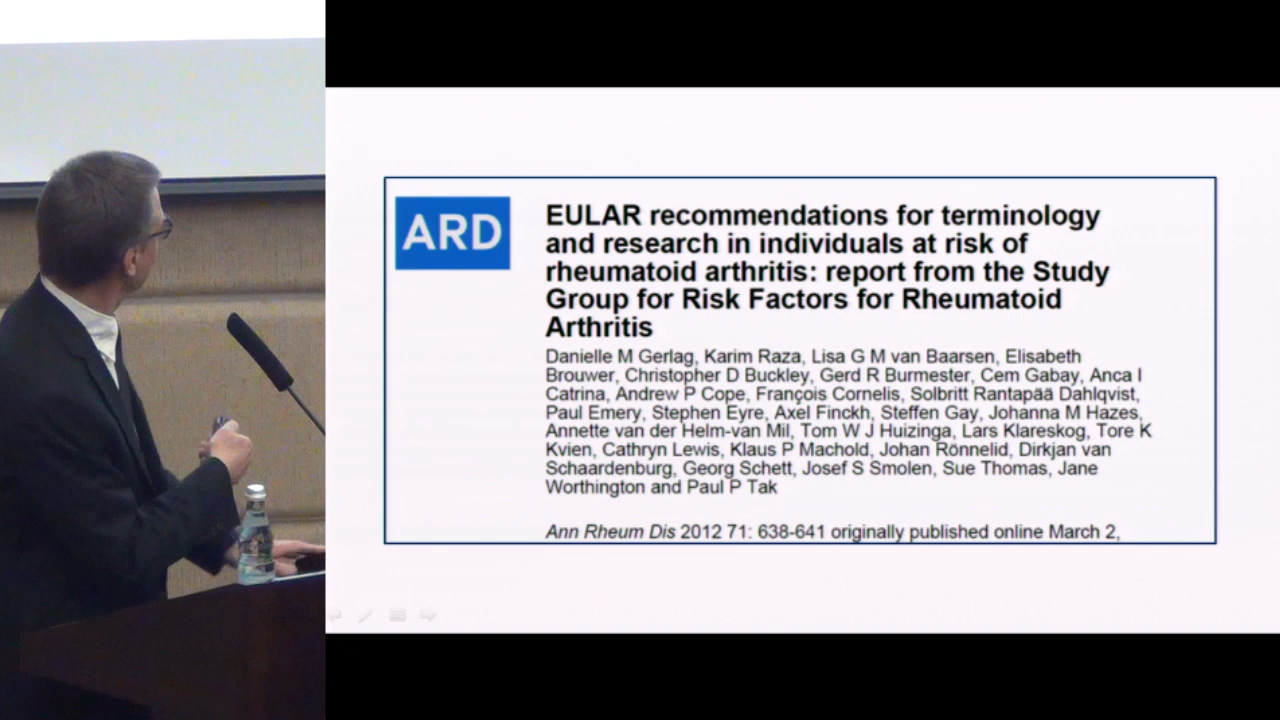 ARD
EULAR recommendations for terminology
and research in individuals at risk of
rheumatoid arthritis: report from the Study
Group for Risk Factors for Rheumatoid
Arthritis
Danielle M Gerlag, Karim Raza, Lisa G M van Baarsen, Elisabeth
Brouwer, Christopher D Buckley, Gerd R Burmester, Cem Gabay, Anca I
Catrina, Andrew P Cope, François Cornelis, Solbritt Rantapää Dahlqvist,
Paul Emery, Stephen Eyre, Axel Finckh, Steffen Gay, Johanna M Hazes,
Annette van der Helm-van Mil, Tom W J Huizinga, Lars Klareskog, Tore K
Kvien, Cathryn Lewis, Klaus P Machold, Johan Rönnelid, Dirkjan van
Schaardenburg, Georg Schett, Josef S Smolen, Sue Thomas, Jane
Worthington and Paul P Tak
Ann Rheum Dis 2012 71: 638-641 originally published online March 2,